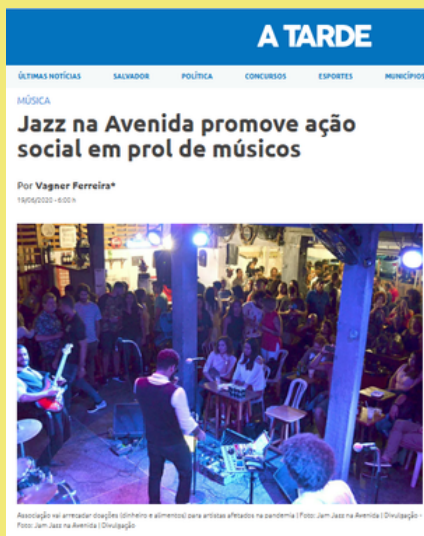 A TARDE
ÚLTIMAS NOTÍCIAS SALVADOR POLÍTICA CONCURSOS ESPORTES MUNICÍPIOS
MÚSICA
Jazz na Avenida promove ação
social em prol de músicos
Por Vagner Ferreira*
19/06/2020 - 6:00 h
Associação vai arrecadar doações (dinheiro e alimentos) para artistas afetados na pandemia | Foto: Jam Jazz na Avenida | Divulgação -
Foto: Jam Jazz na Avenida | Divulgação